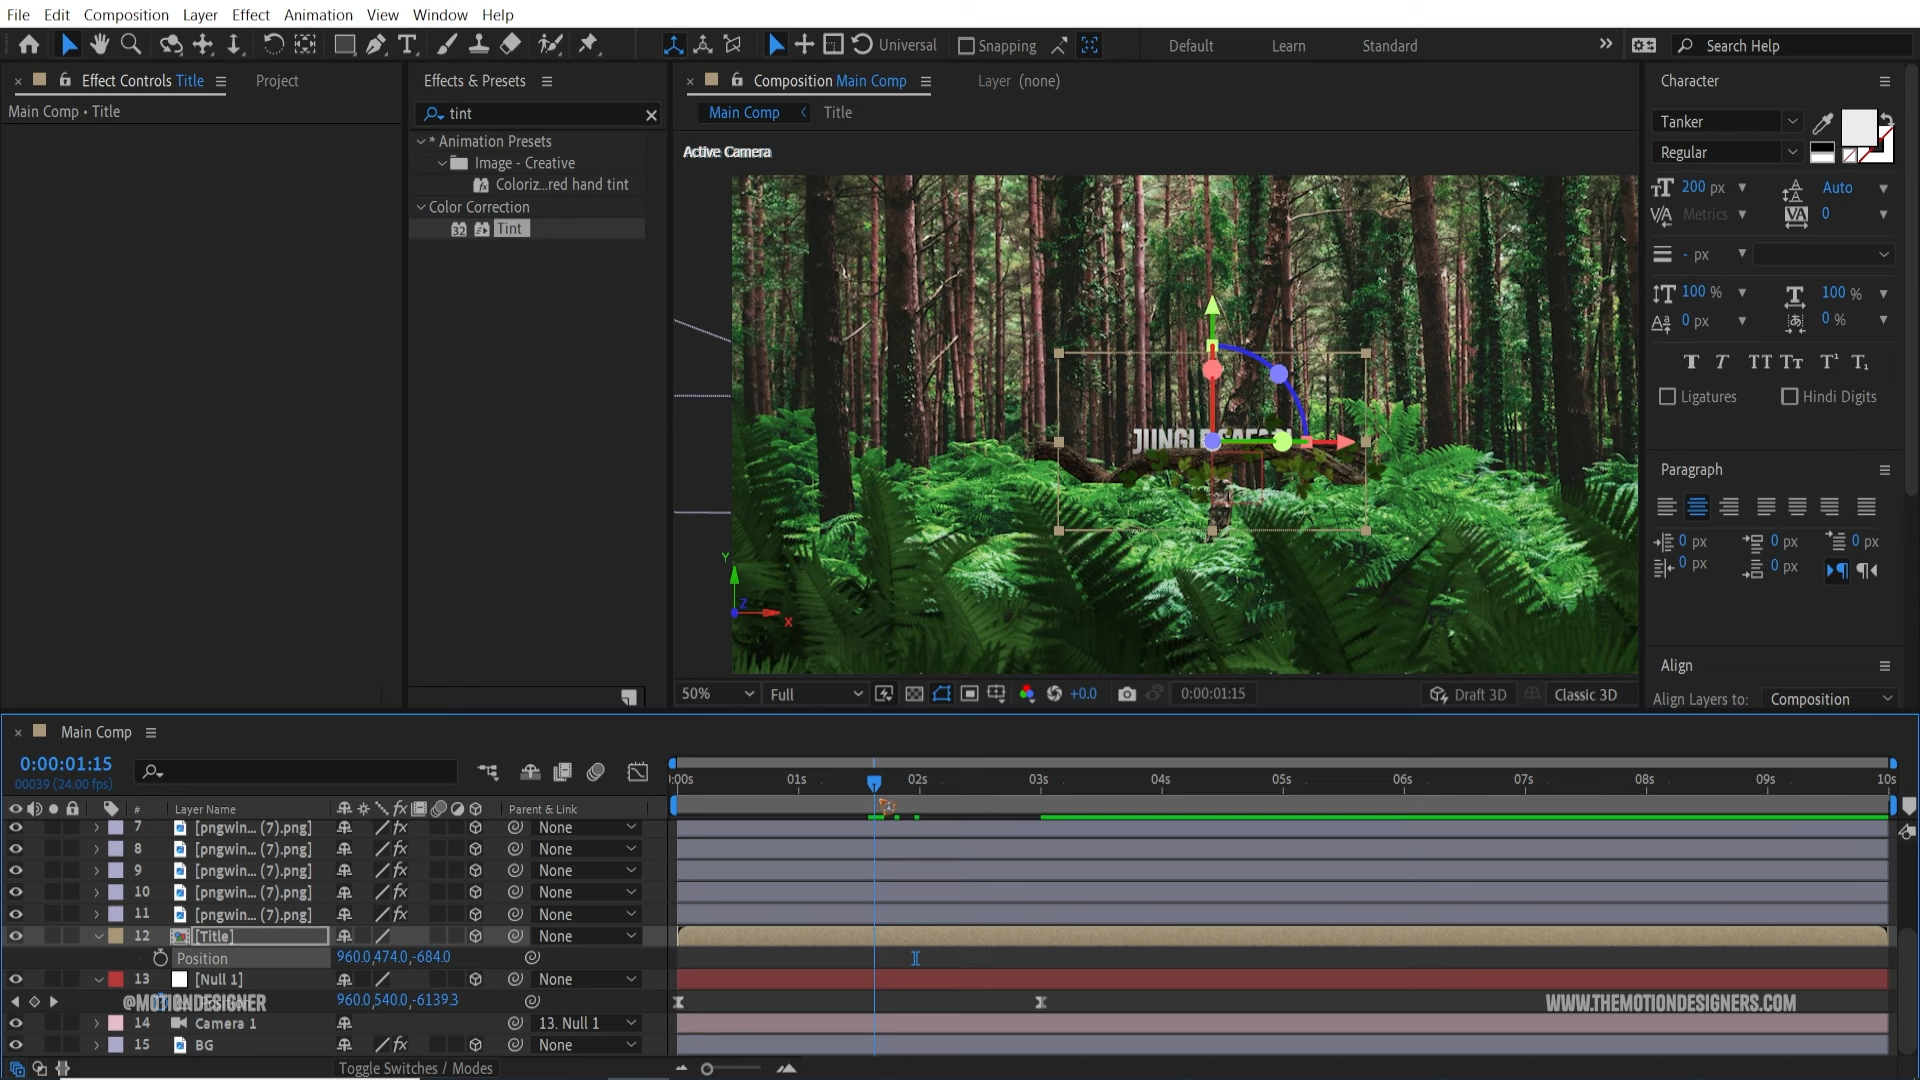 File Edit Composition Layer Effect Animation View Window Help
Universal Snapping Default Learn Standard Search Help
Effect Controls Title Project
Main Comp • Title
Effects & Presets
tint
* Animation Presets
Image - Creative
Coloriz...red hand tint
Color Correction
32 Tint
Composition Main Comp Layer (none)
Main Comp Title
Active Camera
Y
Z
X
50% Full +0.0 0:00:01:15 Draft 3D Classic 3D
Character
Tanker
Regular
200 px Auto
Metrics 0
- px
100 % 100 %
0 px 0 %
Ligatures Hindi Digits
Paragraph
0 px 0 px 0 px
0 px 0 px
Align
Align Layers to: Composition
Main Comp
0:00:01:15
00039 (24.00 fps)
:00s 01s 02s 03s 04s 05s 06s 07s 08s 09s 10s
# Layer Name Parent & Link
7 [pngwin... (7).png] None
8 [pngwin... (7).png] None
9 [pngwin... (7).png] None
10 [pngwin... (7).png] None
11 [pngwin... (7).png] None
12 [Title] None
Position 960.0,474.0,-684.0
13 [Null 1] None
@MOTIONDESIGNER 960.0,540.0,-6139.3 WWW.THEMOTIONDESIGNERS.COM
14 Camera 1 13. Null 1
15 BG None
Toggle Switches / Modes